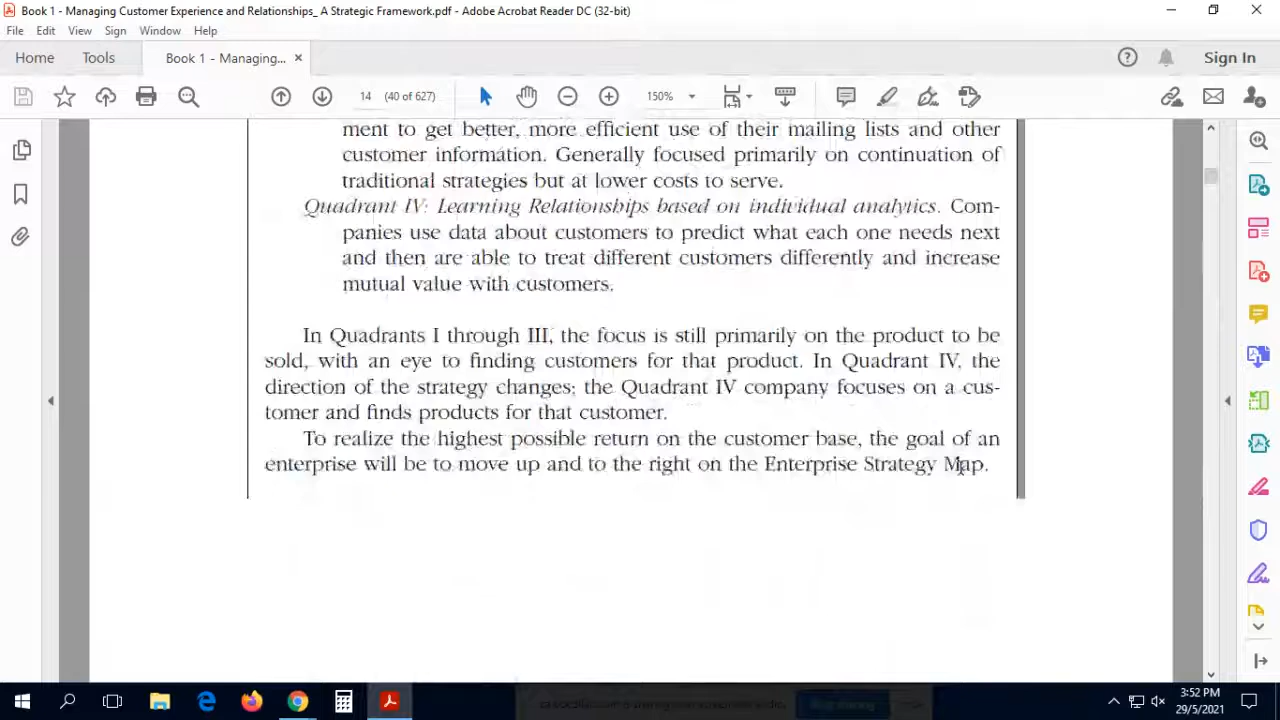 Book 1 - Managing Customer Experience and Relationships_ A Strategic Framework.pdf - Adobe Acrobat Reader DC (32-bit)
File Edit View Sign Window Help
Home Tools Book 1 - Managing... × Sign In
14 (40 of 627) 150%
ment to get better, more efficient use of their mailing lists and other
customer information. Generally focused primarily on continuation of
traditional strategies but at lower costs to serve.
Quadrant IV: Learning Relationships based on individual analytics. Com-
panies use data about customers to predict what each one needs next
and then are able to treat different customers differently and increase
mutual value with customers.
In Quadrants I through III, the focus is still primarily on the product to be
sold, with an eye to finding customers for that product. In Quadrant IV, the
direction of the strategy changes; the Quadrant IV company focuses on a cus-
tomer and finds products for that customer.
To realize the highest possible return on the customer base, the goal of an
enterprise will be to move up and to the right on the Enterprise Strategy Map.
3:52 PM
29/5/2021